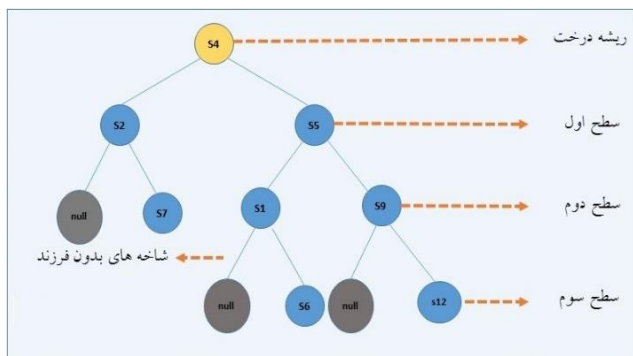 S4
ریشه درخت
S2
S5
سطح اول
null
S7
S1
S9
سطح دوم
شاخه های بدون فرزند
null
S6
null
s12
سطح سوم